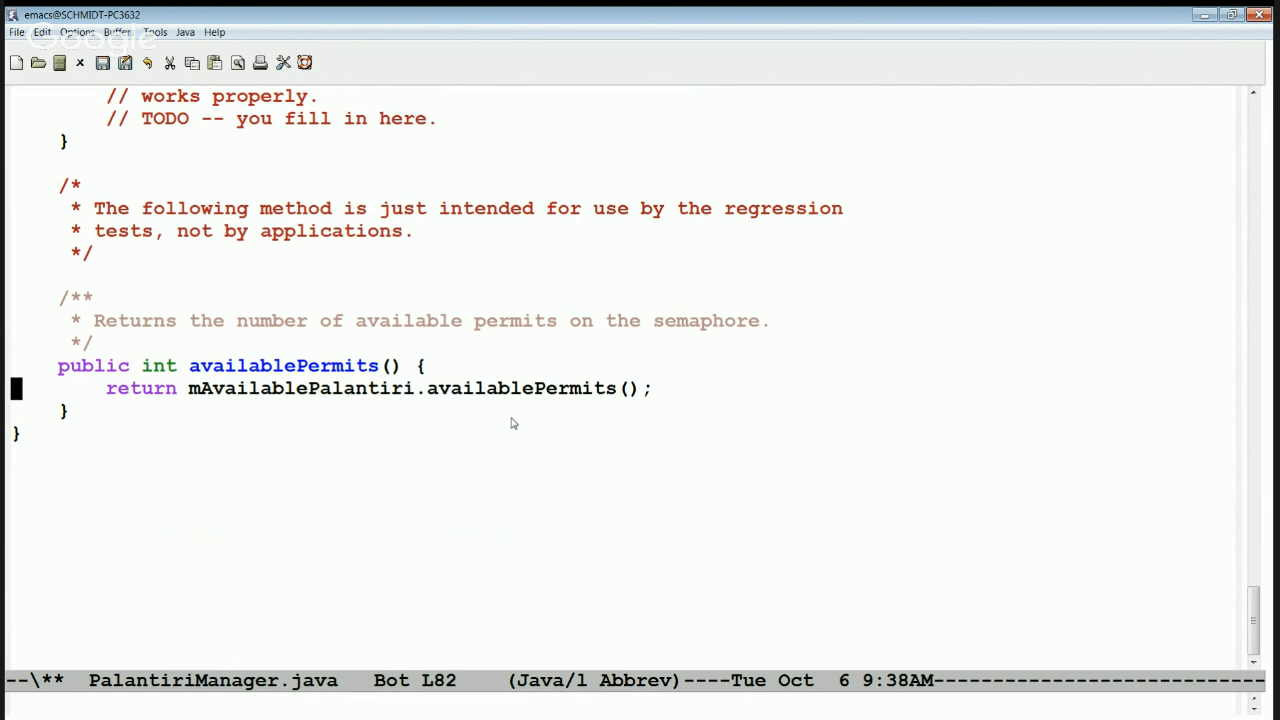 emacs@SCHMIDT-PC3632
File Edit Options Buffer Tools Java Help
Google
// works properly.
// TODO -- you fill in here.
}
/*
* The following method is just intended for use by the regression
* tests, not by applications.
*/
/**
* Returns the number of available permits on the semaphore.
*/
public int availablePermits() {
return mAvailablePalantiri.availablePermits();
}
}
--\** PalantiriManager.java Bot L82 (Java/l Abbrev)----Tue Oct 6 9:38AM----------------------------